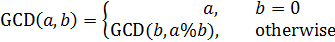 GCD(a, b) = { a, b = 0
GCD(b, a%b), otherwise